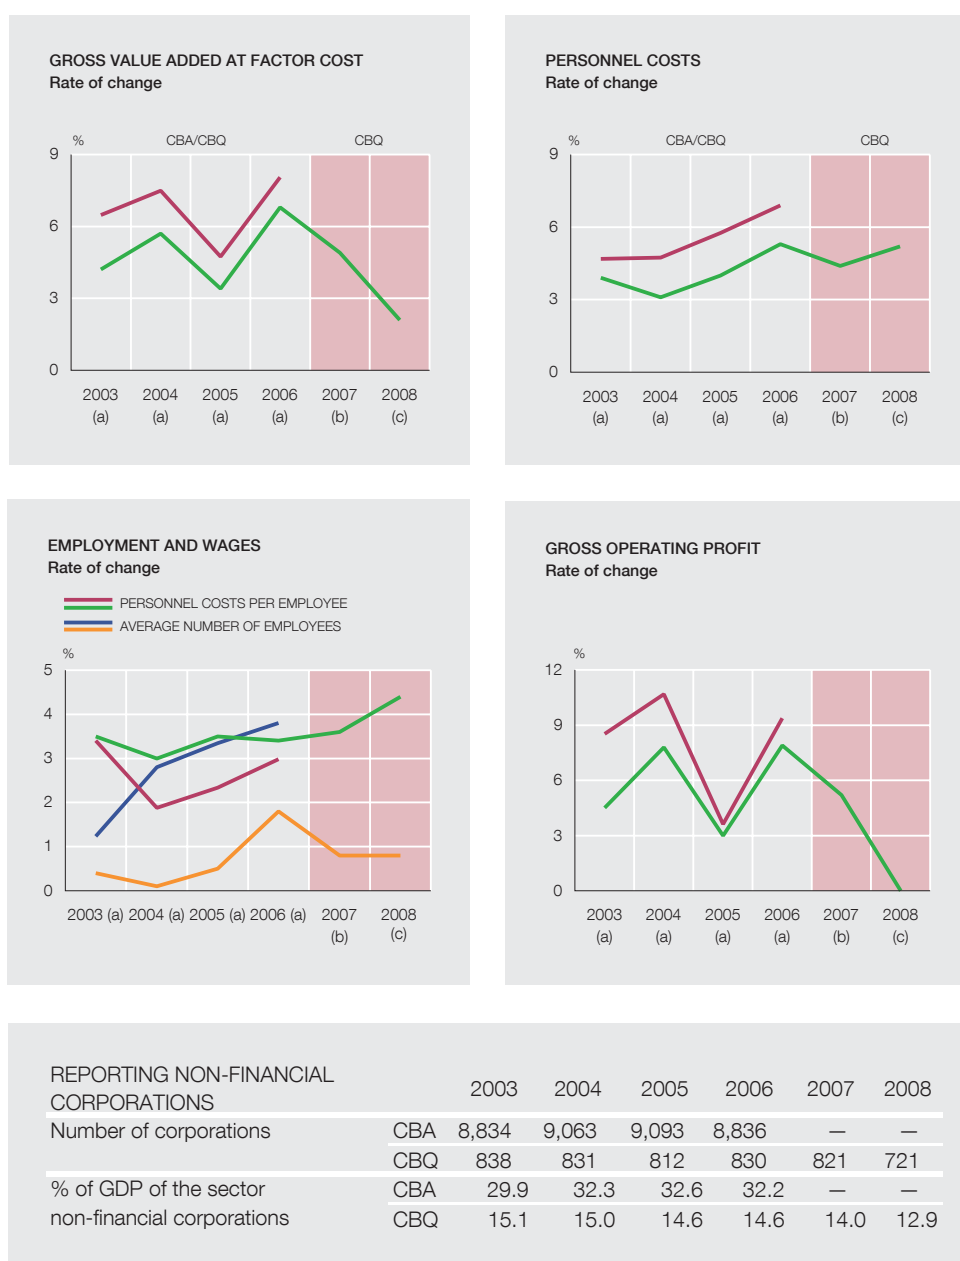 GROSS VALUE ADDED AT FACTOR COST
Rate of change
% CBA/CBQ CBQ
9
6
3
0
2003 2004 2005 2006 2007 2008
(a) (a) (a) (a) (b) (c)
PERSONNEL COSTS
Rate of change
% CBA/CBQ CBQ
9
6
3
0
2003 2004 2005 2006 2007 2008
(a) (a) (a) (a) (b) (c)
EMPLOYMENT AND WAGES
Rate of change
PERSONNEL COSTS PER EMPLOYEE
AVERAGE NUMBER OF EMPLOYEES
%
5
4
3
2
1
0
2003 (a) 2004 (a) 2005 (a) 2006 (a) 2007 2008
(b) (c)
GROSS OPERATING PROFIT
Rate of change
%
12
9
6
3
0
2003 2004 2005 2006 2007 2008
(a) (a) (a) (a) (b) (c)
REPORTING NON-FINANCIAL
CORPORATIONS 2003 2004 2005 2006 2007 2008
Number of corporations CBA 8,834 9,063 9,093 8,836 — —
CBQ 838 831 812 830 821 721
% of GDP of the sector CBA 29.9 32.3 32.6 32.2 — —
non-financial corporations CBQ 15.1 15.0 14.6 14.6 14.0 12.9